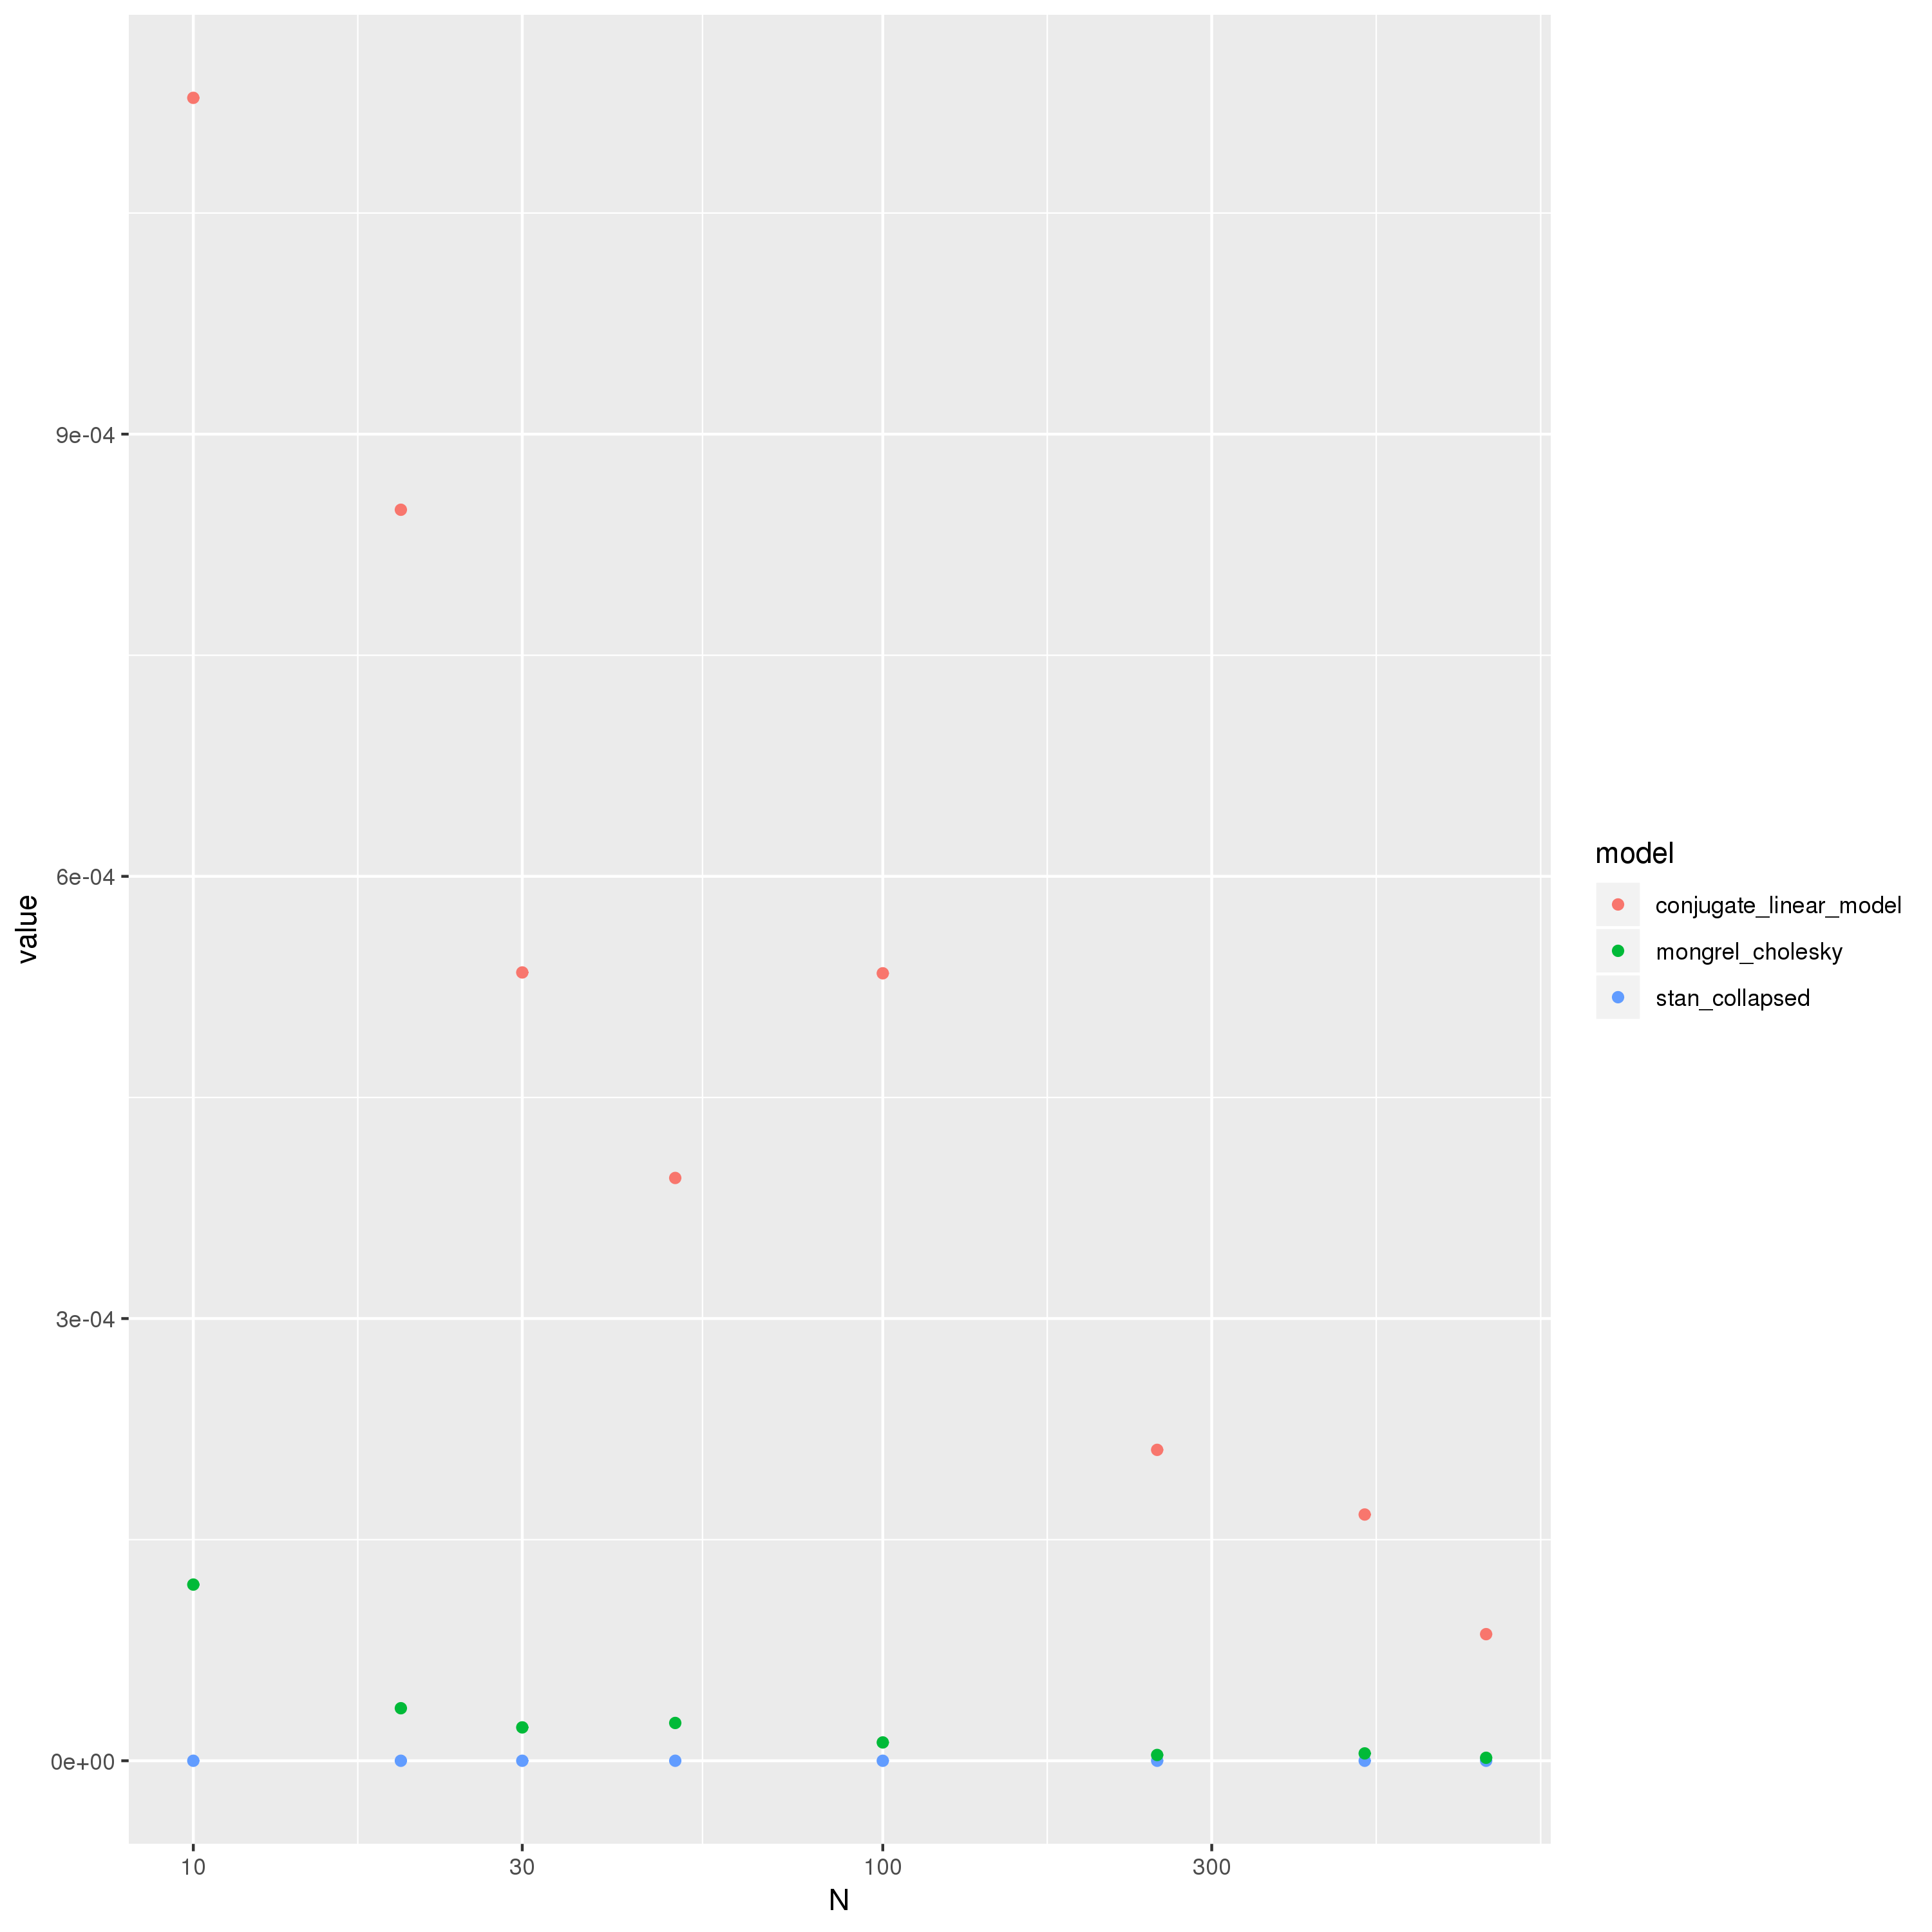 value
9e-04
6e-04
3e-04
0e+00
10
30
100
300
N
model
conjugate_linear_model
mongrel_cholesky
stan_collapsed